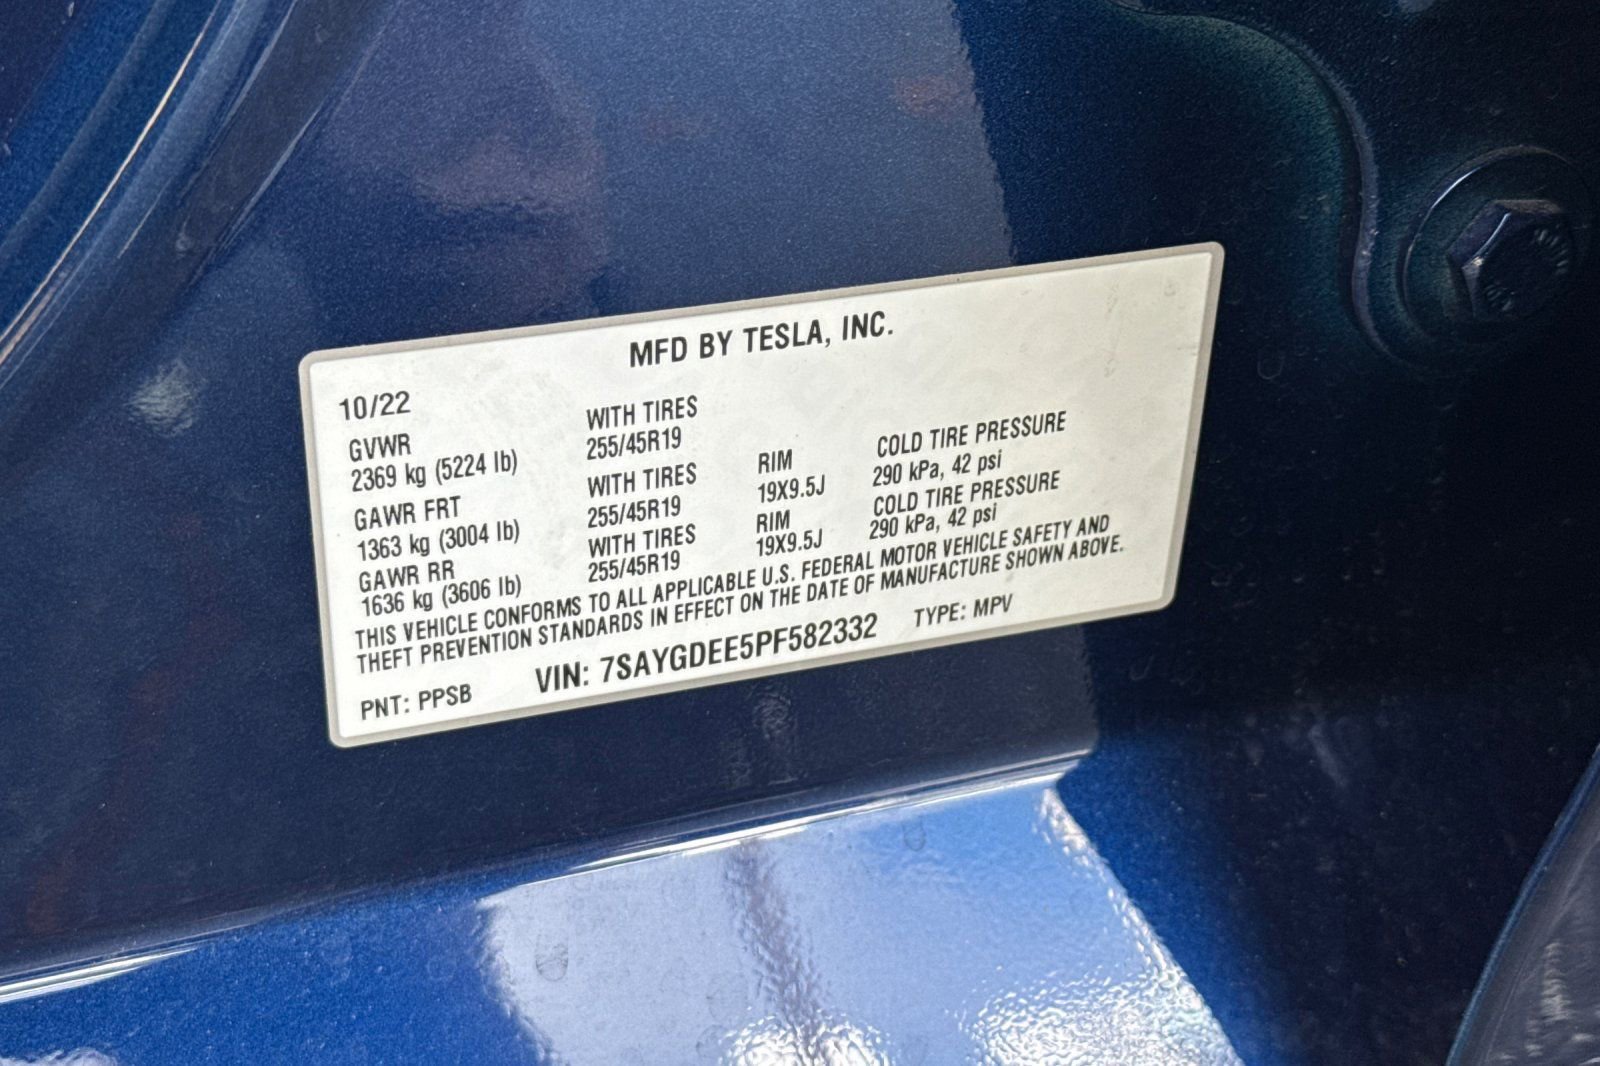 MFD BY TESLA, INC.
10/22
GVWR WITH TIRES
2369 kg (5224 lb) 255/45R19
GAWR FRT WITH TIRES RIM COLD TIRE PRESSURE
1363 kg (3004 lb) 255/45R19 19X9.5J 290 kPa, 42 psi
GAWR RR WITH TIRES RIM COLD TIRE PRESSURE
1636 kg (3606 lb) 255/45R19 19X9.5J 290 kPa, 42 psi
THIS VEHICLE CONFORMS TO ALL APPLICABLE U.S. FEDERAL MOTOR VEHICLE SAFETY AND
THEFT PREVENTION STANDARDS IN EFFECT ON THE DATE OF MANUFACTURE SHOWN ABOVE.
PNT: PPSB VIN: 7SAYGDEE5PF582332 TYPE: MPV